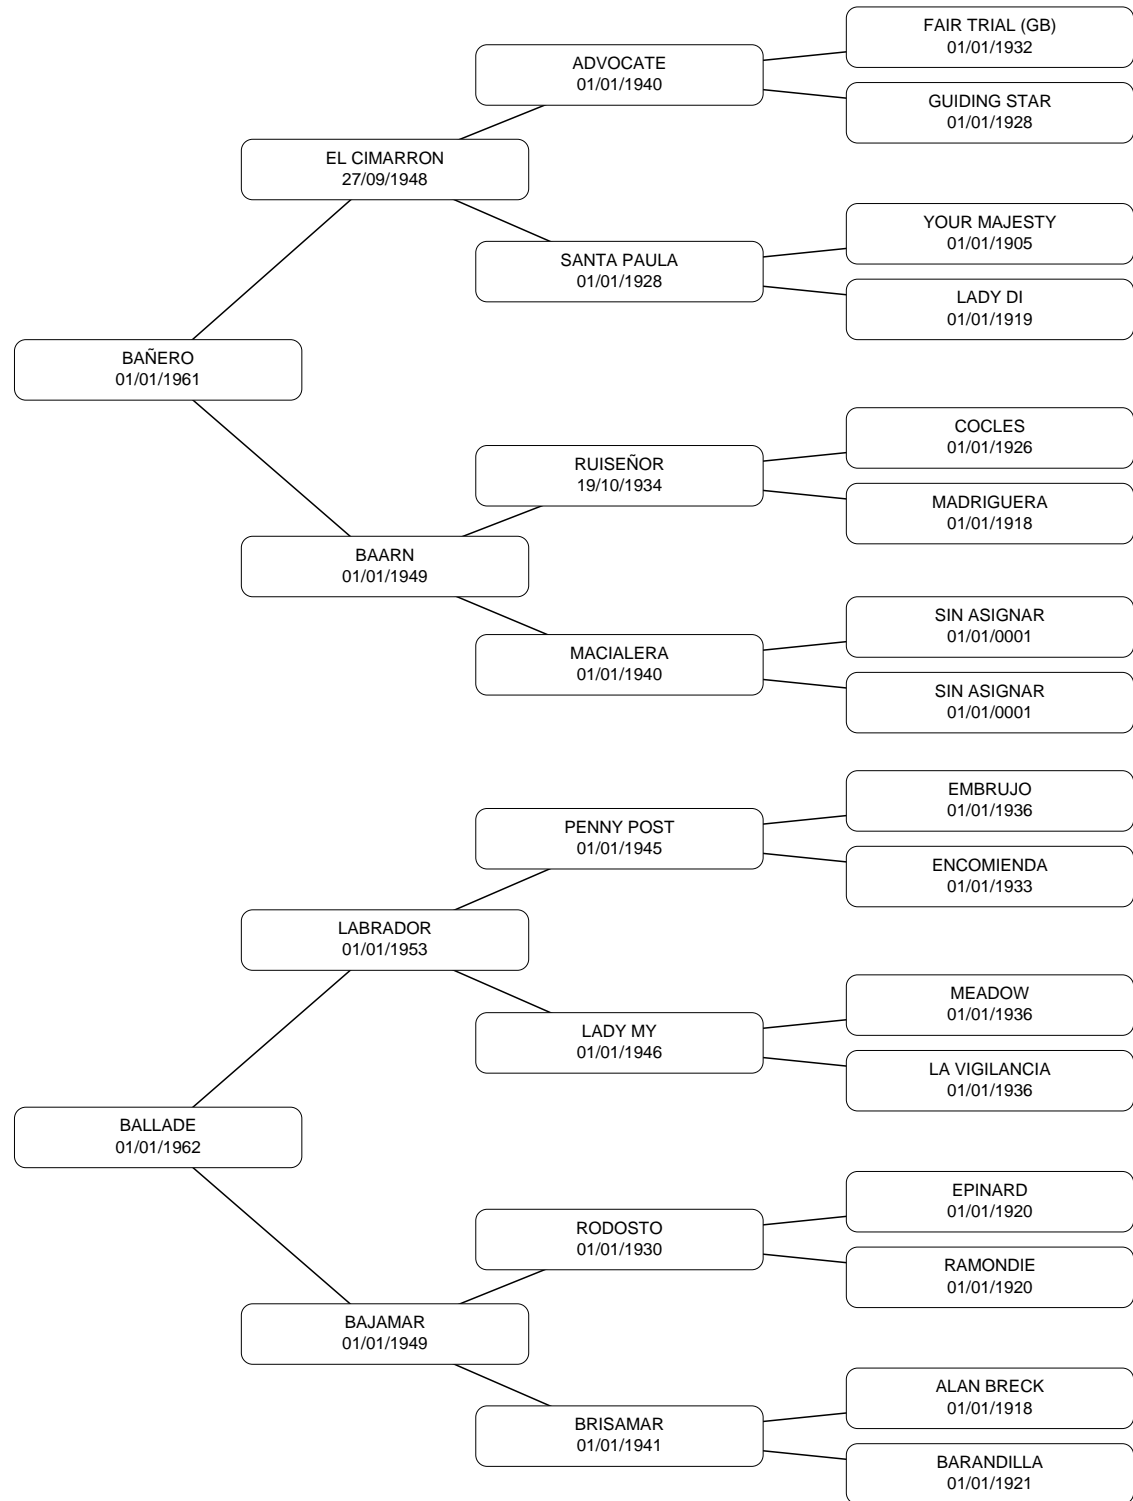 FAIR TRIAL (GB)
01/01/1932
ADVOCATE
01/01/1940
GUIDING STAR
01/01/1928
EL CIMARRON
27/09/1948
YOUR MAJESTY
01/01/1905
SANTA PAULA
01/01/1928
LADY DI
01/01/1919
BAÑERO
01/01/1961
COCLES
01/01/1926
RUISEÑOR
19/10/1934
MADRIGUERA
01/01/1918
BAARN
01/01/1949
SIN ASIGNAR
01/01/0001
MACIALERA
01/01/1940
SIN ASIGNAR
01/01/0001
EMBRUJO
01/01/1936
PENNY POST
01/01/1945
ENCOMIENDA
01/01/1933
LABRADOR
01/01/1953
MEADOW
01/01/1936
LADY MY
01/01/1946
LA VIGILANCIA
01/01/1936
BALLADE
01/01/1962
EPINARD
01/01/1920
RODOSTO
01/01/1930
RAMONDIE
01/01/1920
BAJAMAR
01/01/1949
ALAN BRECK
01/01/1918
BRISAMAR
01/01/1941
BARANDILLA
01/01/1921